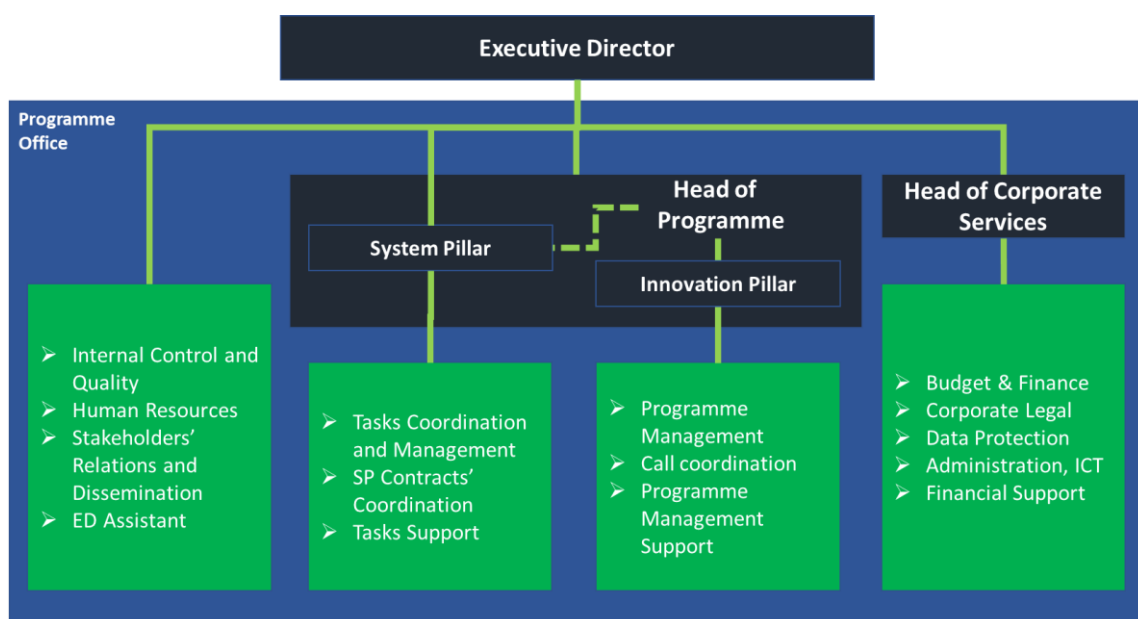 Executive Director
Programme
Office
Head of
Programme
Head of Corporate
Services
System Pillar
Innovation Pillar
➢ Internal Control and
Quality
➢ Human Resources
➢ Stakeholders’
Relations and
Dissemination
➢ ED Assistant
➢ Tasks Coordination
and Management
➢ SP Contracts’
Coordination
➢ Tasks Support
➢ Programme
Management
➢ Call coordination
➢ Programme
Management
Support
➢ Budget & Finance
➢ Corporate Legal
➢ Data Protection
➢ Administration, ICT
➢ Financial Support